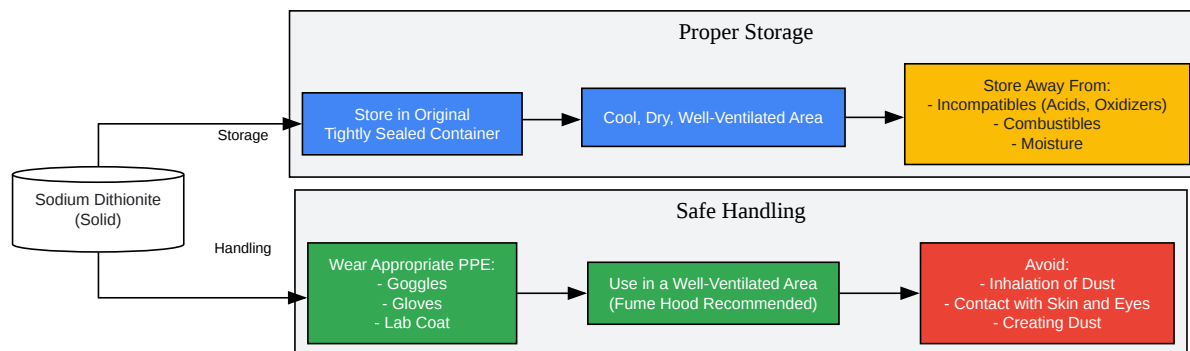 Proper Storage
Store in Original
Tightly Sealed Container
Cool, Dry, Well-Ventilated Area
Store Away From:
- Incompatibles (Acids, Oxidizers)
- Combustibles
- Moisture
Storage
Sodium Dithionite
(Solid)
Handling
Safe Handling
Wear Appropriate PPE:
- Goggles
- Gloves
- Lab Coat
Use in a Well-Ventilated Area
(Fume Hood Recommended)
Avoid:
- Inhalation of Dust
- Contact with Skin and Eyes
- Creating Dust